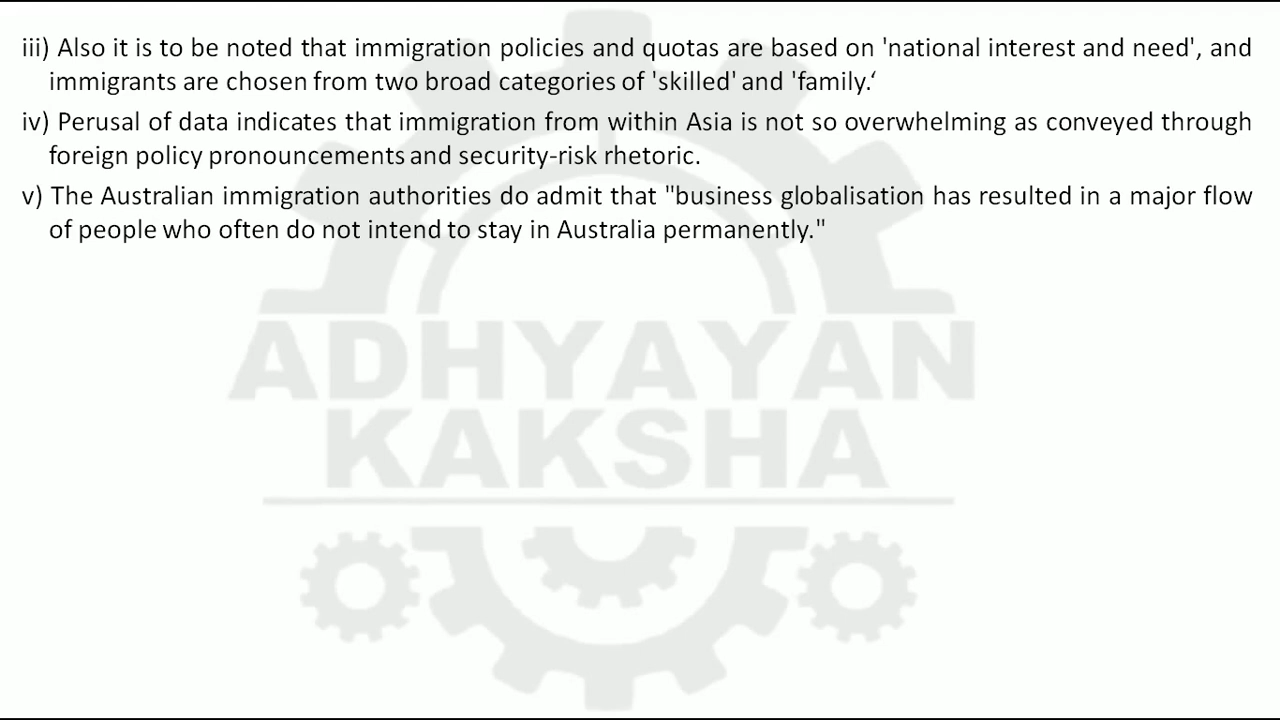 iii) Also it is to be noted that immigration policies and quotas are based on 'national interest and need', and
immigrants are chosen from two broad categories of 'skilled' and 'family.‘
iv) Perusal of data indicates that immigration from within Asia is not so overwhelming as conveyed through
foreign policy pronouncements and security-risk rhetoric.
v) The Australian immigration authorities do admit that "business globalisation has resulted in a major flow
of people who often do not intend to stay in Australia permanently."
ADHYAYAN
KAKSHA